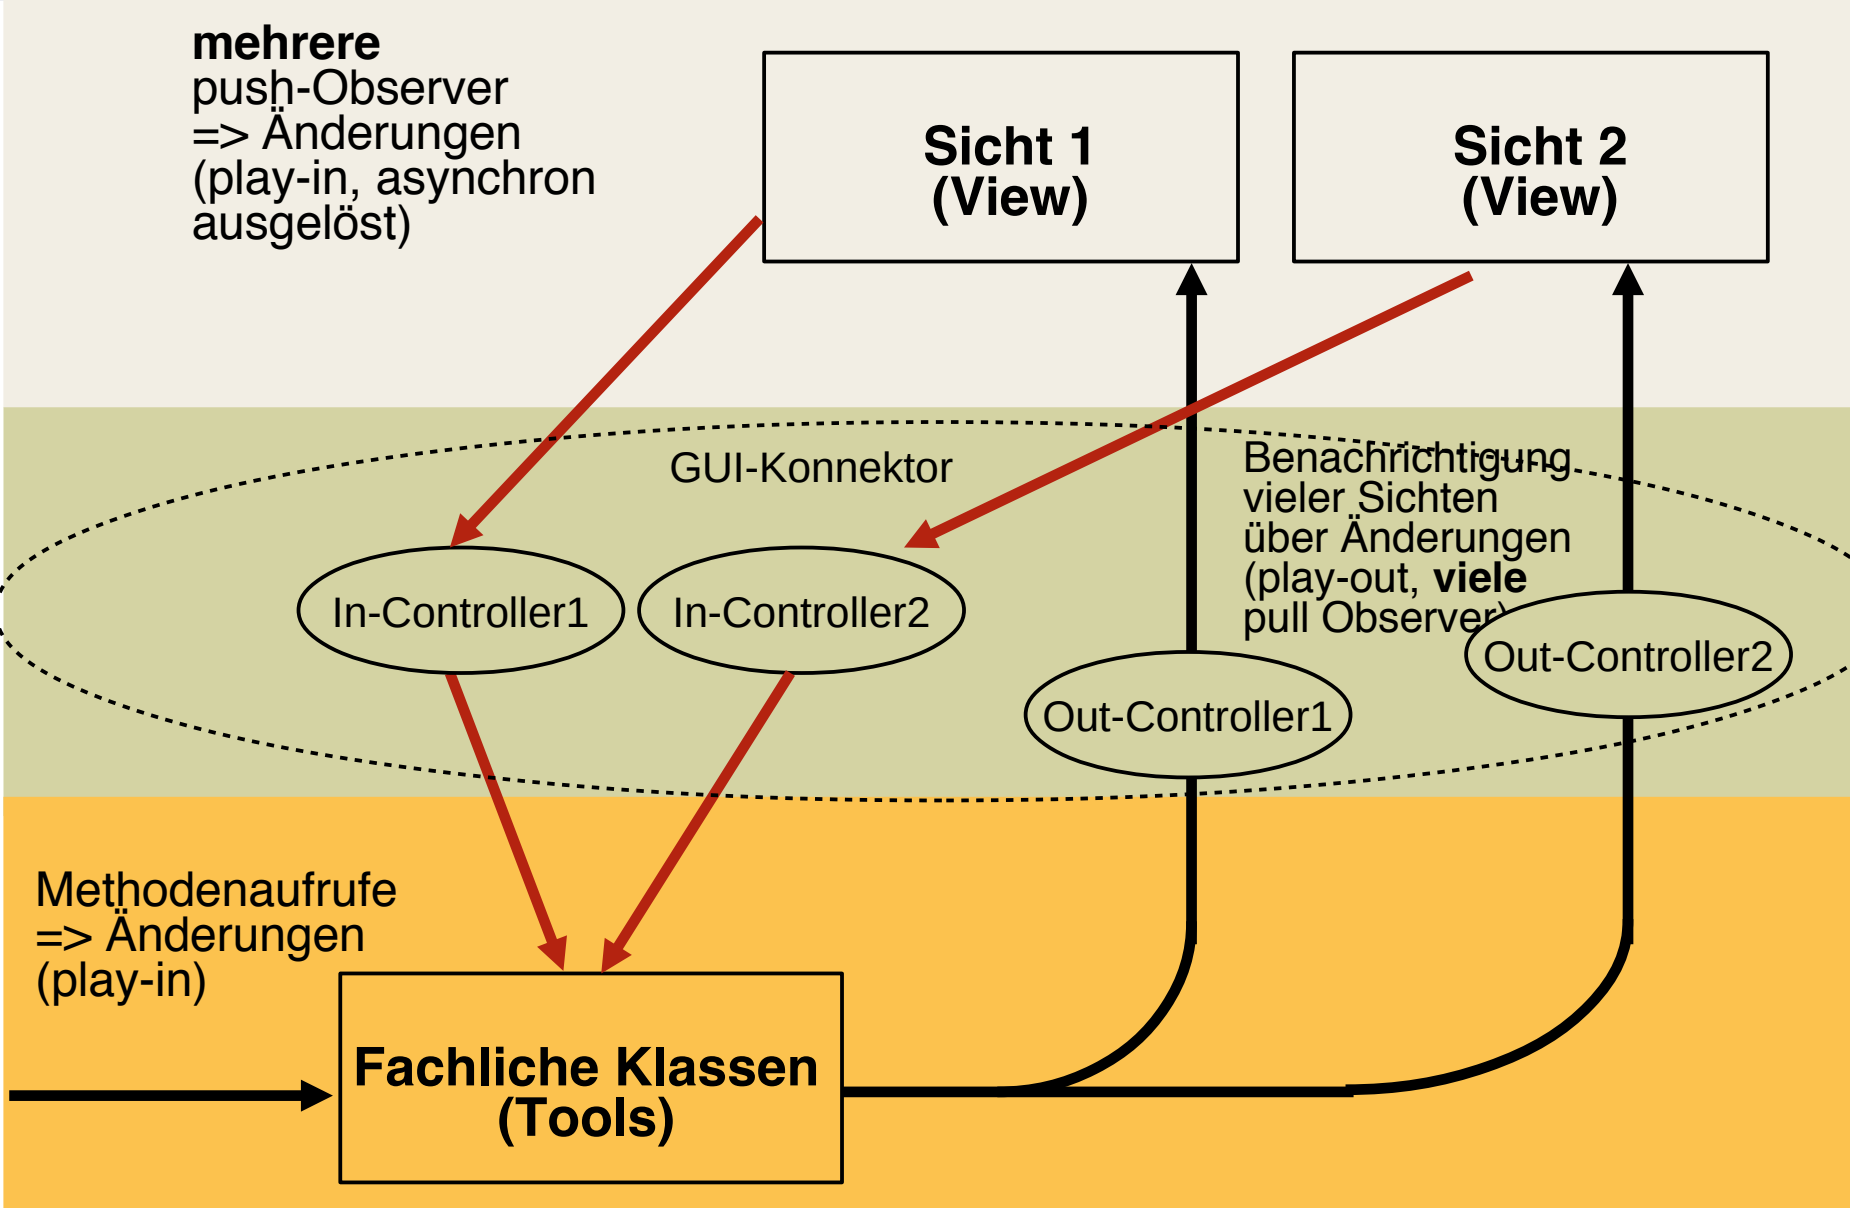 mehrere
push-Observer
=> Änderungen
(play-in, asynchron
ausgelöst)
Sicht 1
(View)
Sicht 2
(View)
GUI-Konnektor
Benachrichtigung
vieler Sichten
über Änderungen
(play-out, viele
pull Observer)
In-Controller1
In-Controller2
Out-Controller1
Out-Controller2
Methodenaufrufe
=> Änderungen
(play-in)
Fachliche Klassen
(Tools)